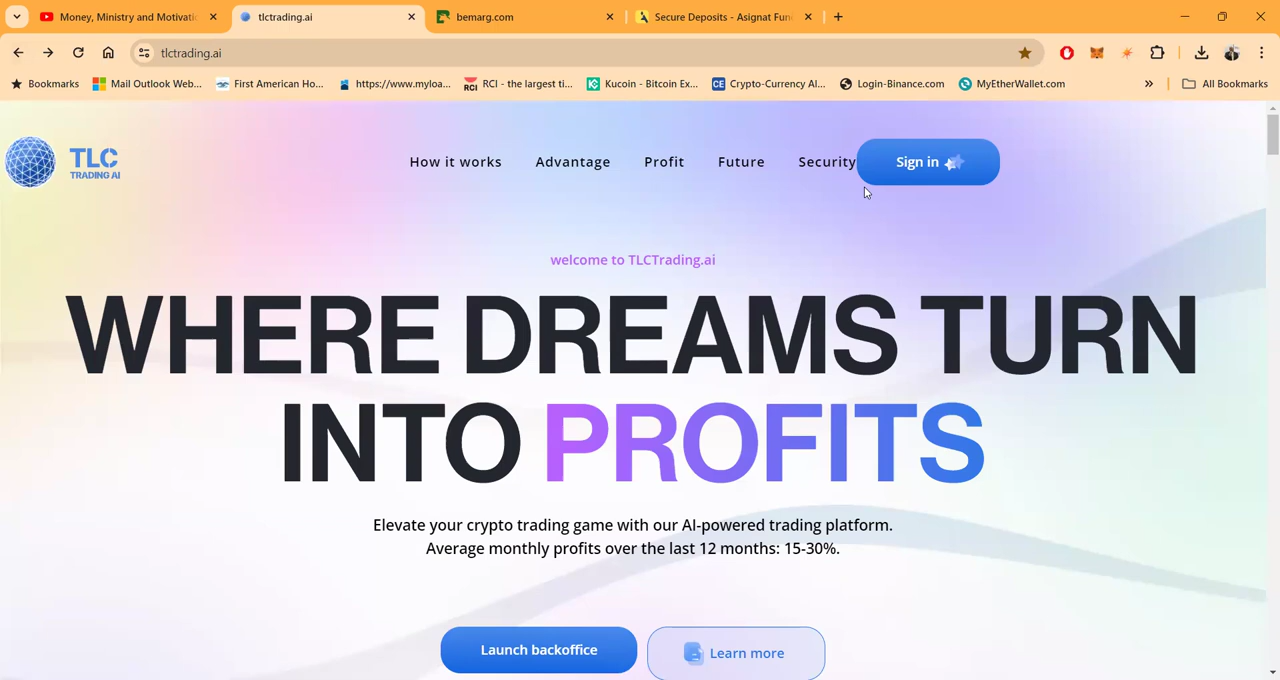 Money, Ministry and Motivatio
tlctrading.ai
bemarg.com
Secure Deposits - Asignat Fun
tlctrading.ai
Bookmarks
Mail Outlook Web...
First American Ho...
https://www.myloa...
RCI
RCI - the largest ti...
Kucoin - Bitcoin Ex...
CE
Crypto-Currency AI...
Login-Binance.com
MyEtherWallet.com
»
All Bookmarks
TLC
TRADING AI
How it works
Advantage
Profit
Future
Security
Sign in
welcome to TLCTrading.ai
WHERE DREAMS TURN
INTO PROFITS
Elevate your crypto trading game with our AI-powered trading platform.
Average monthly profits over the last 12 months: 15-30%.
Launch backoffice
Learn more